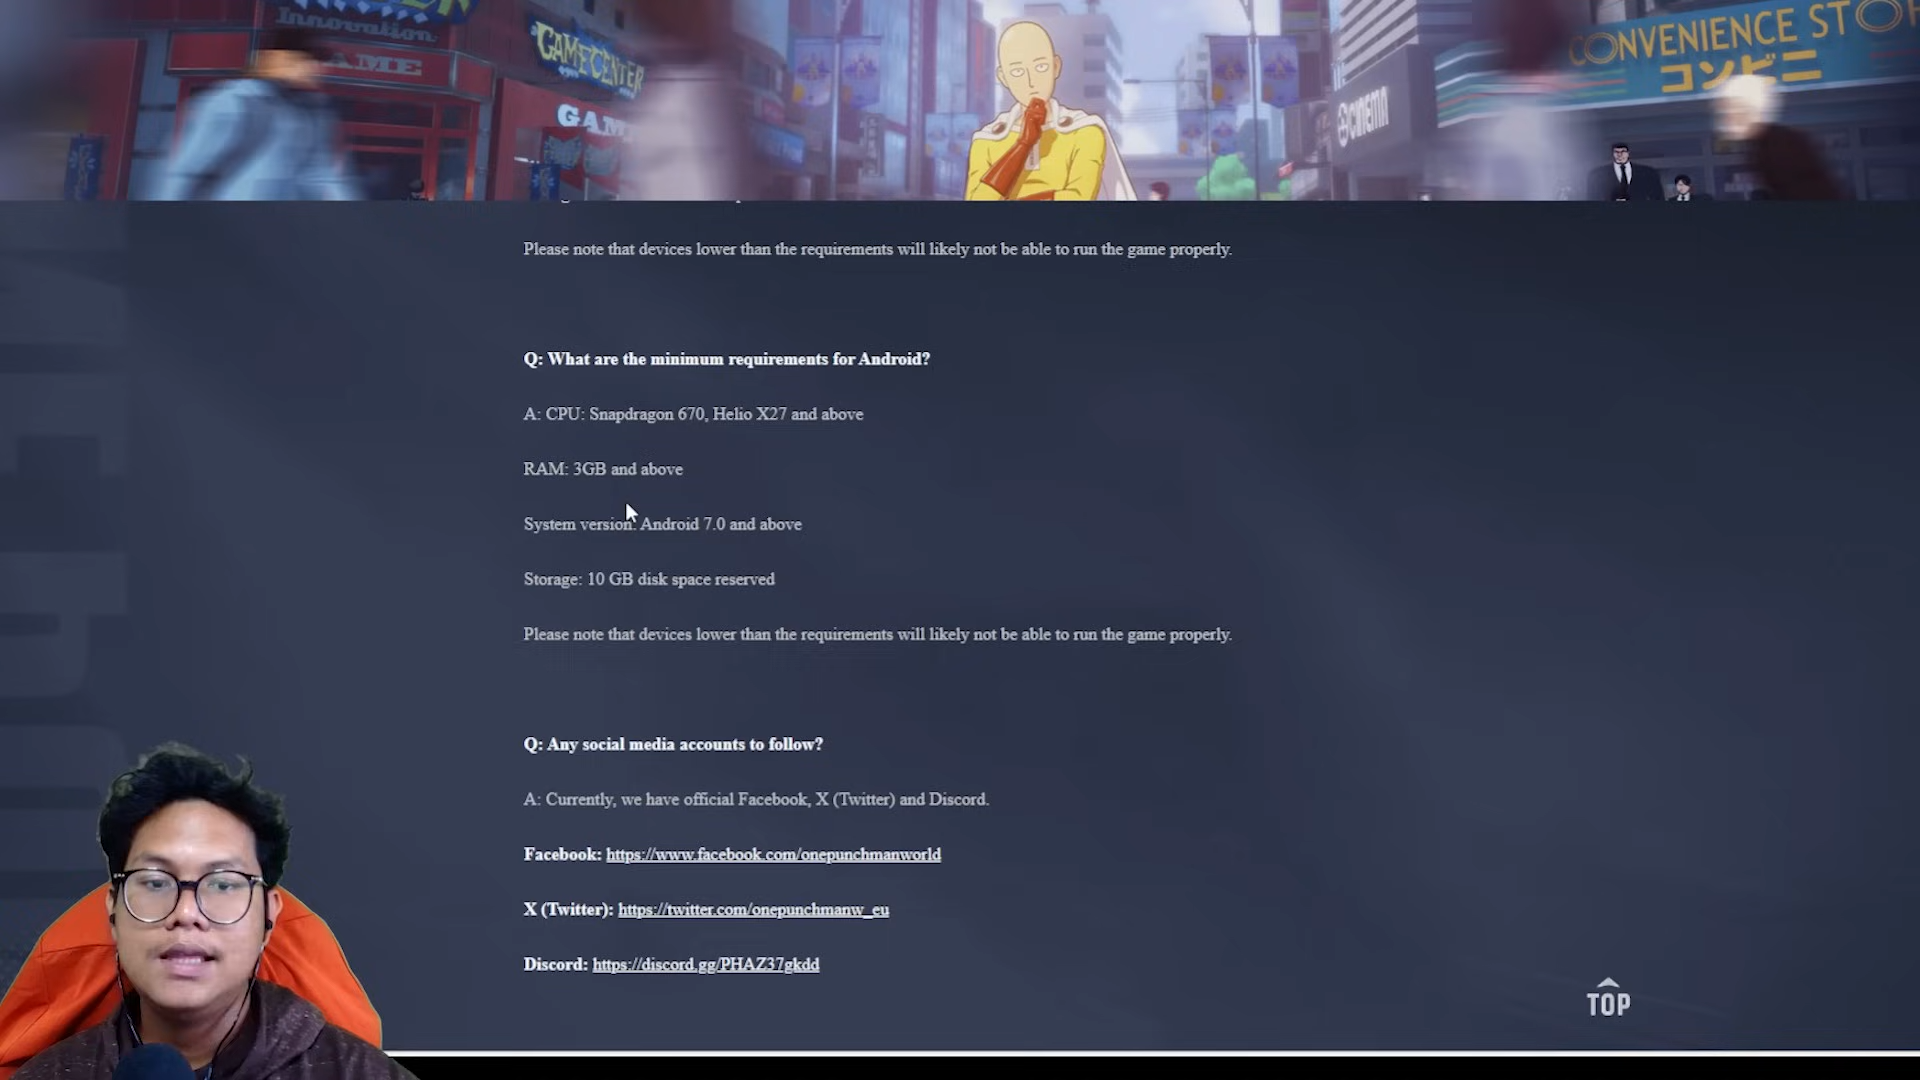 Innovation
GAME
GAMECENTER
GAM
CINEMA
CONVENIENCE STO
コンビニ
Please note that devices lower than the requirements will likely not be able to run the game properly.
Q: What are the minimum requirements for Android?
A: CPU: Snapdragon 670, Helio X27 and above
RAM: 3GB and above
System version: Android 7.0 and above
Storage: 10 GB disk space reserved
Please note that devices lower than the requirements will likely not be able to run the game properly.
Q: Any social media accounts to follow?
A: Currently, we have official Facebook, X (Twitter) and Discord.
Facebook: https://www.facebook.com/onepunchmanworld
X (Twitter): https://twitter.com/onepunchmanw_eu
Discord: https://discord.gg/PHAZ37gkdd
TOP